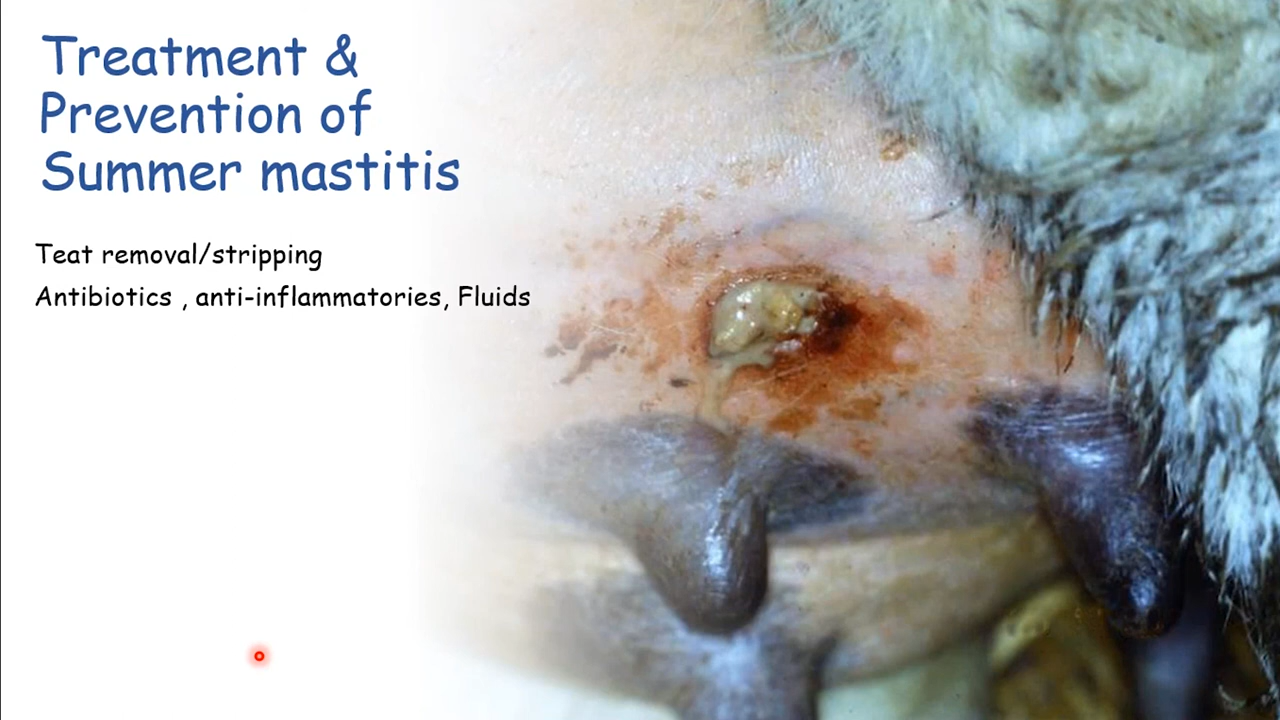 Treatment &
Prevention of
Summer mastitis
Teat removal/stripping
Antibiotics , anti-inflammatories, Fluids